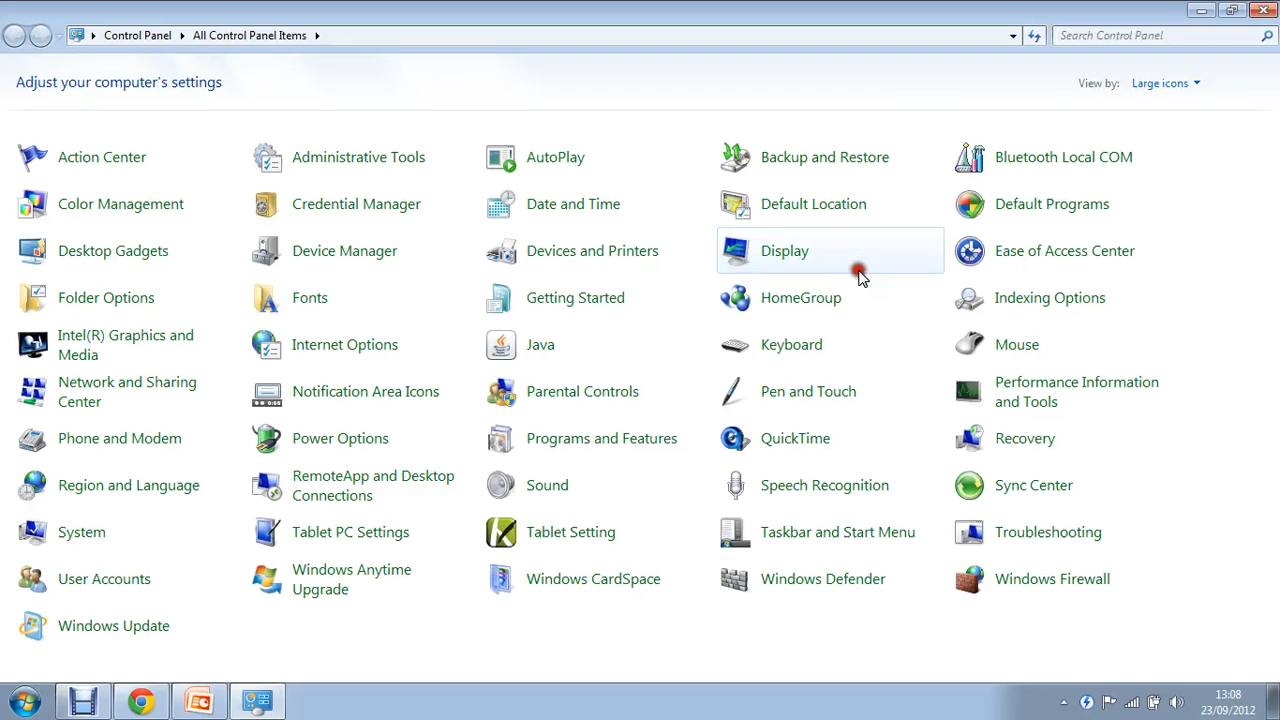 Control Panel All Control Panel Items Search Control Panel
Adjust your computer's settings View by: Large icons
Action Center Administrative Tools AutoPlay Backup and Restore Bluetooth Local COM
Color Management Credential Manager Date and Time Default Location Default Programs
Desktop Gadgets Device Manager Devices and Printers Display Ease of Access Center
Folder Options Fonts Getting Started HomeGroup Indexing Options
Intel(R) Graphics and
Media Internet Options Java Keyboard Mouse
Network and Sharing
Center Notification Area Icons Parental Controls Pen and Touch Performance Information
and Tools
Phone and Modem Power Options Programs and Features QuickTime Recovery
Region and Language RemoteApp and Desktop
Connections Sound Speech Recognition Sync Center
System Tablet PC Settings Tablet Setting Taskbar and Start Menu Troubleshooting
User Accounts Windows Anytime
Upgrade Windows CardSpace Windows Defender Windows Firewall
Windows Update
13:08
23/09/2012